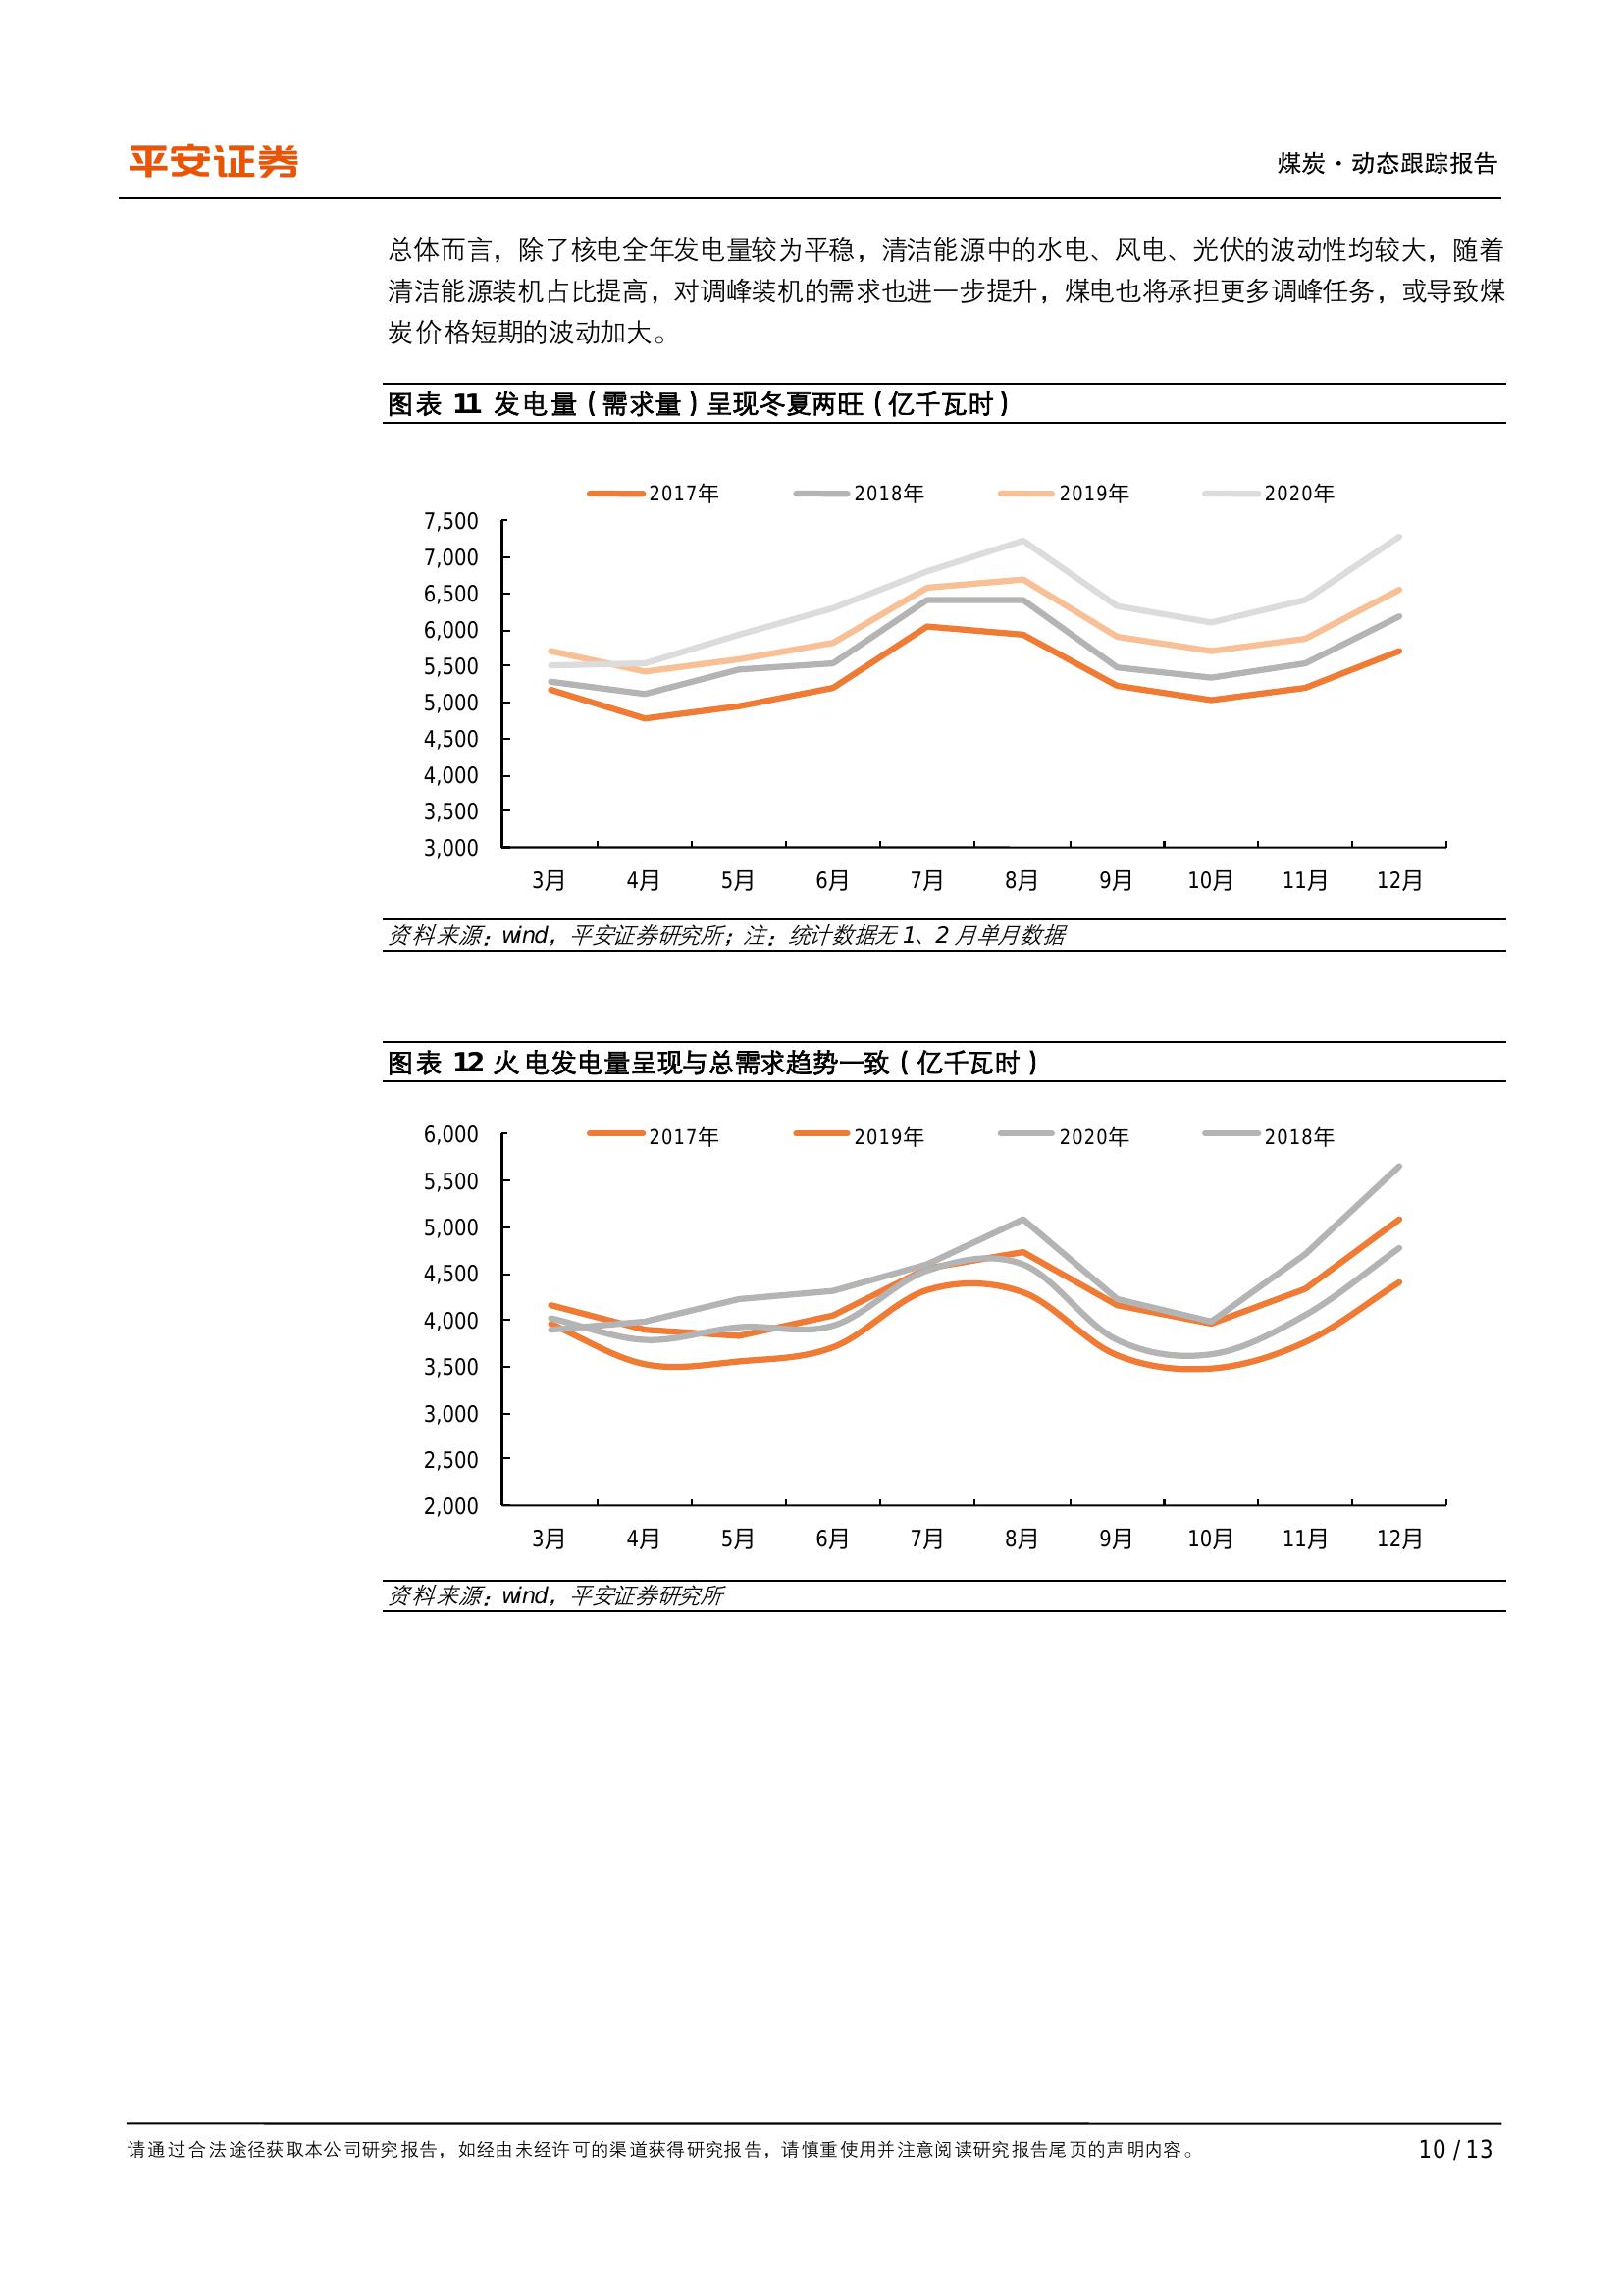 平安证券
煤炭·动态跟踪报告
总体而言，除了核电全年发电量较为平稳，清洁能源中的水电、风电、光伏的波动性均较大，随着
清洁能源装机占比提高，对调峰装机的需求也进一步提升，煤电也将承担更多调峰任务，或导致煤
炭价格短期的波动加大。
图表 11 发电量（需求量）呈现冬夏两旺（亿千瓦时）
2017年 2018年 2019年 2020年
7,500
7,000
6,500
6,000
5,500
5,000
4,500
4,000
3,500
3,000
3月 4月 5月 6月 7月 8月 9月 10月 11月 12月
资料来源：wind，平安证券研究所；注：统计数据无 1、2 月单月数据
图表 12 火电发电量呈现与总需求趋势一致（亿千瓦时）
2017年 2019年 2020年 2018年
6,000
5,500
5,000
4,500
4,000
3,500
3,000
2,500
2,000
3月 4月 5月 6月 7月 8月 9月 10月 11月 12月
资料来源：wind，平安证券研究所
请通过合法途径获取本公司研究报告，如经由未经许可的渠道获得研究报告，请慎重使用并注意阅读研究报告尾页的声明内容。
10 / 13